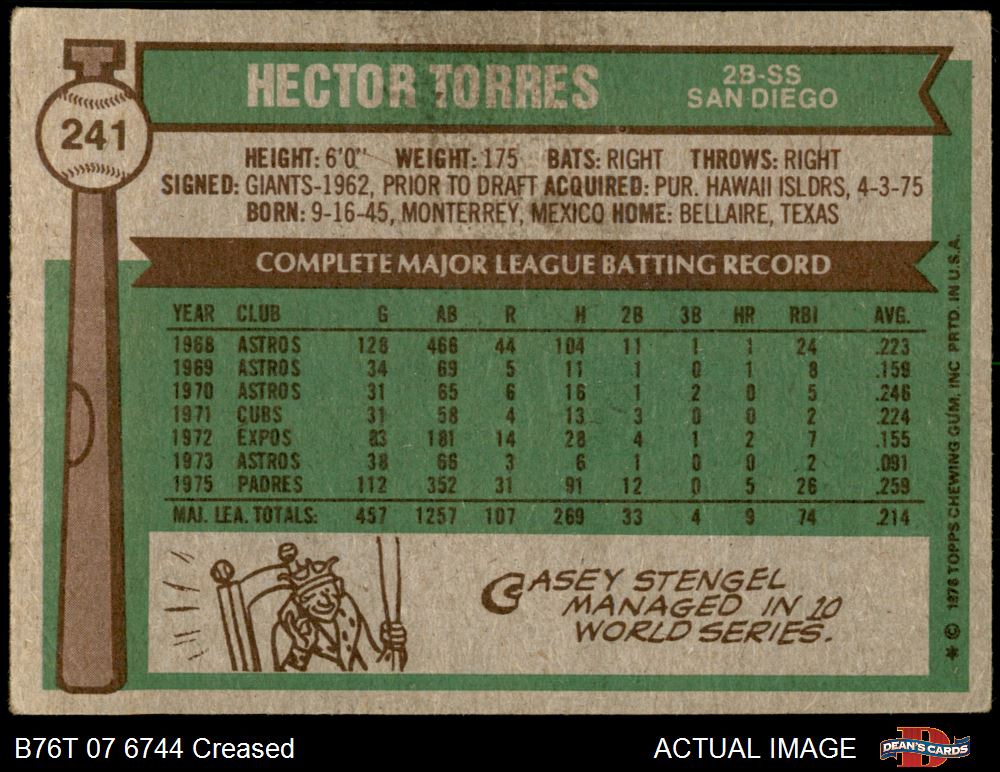 241
HECTOR TORRES
2B-SS
SAN DIEGO
HEIGHT: 6'0" WEIGHT: 175 BATS: RIGHT THROWS: RIGHT
SIGNED: GIANTS-1962, PRIOR TO DRAFT ACQUIRED: PUR. HAWAII ISLDRS, 4-3-75
BORN: 9-16-45, MONTERREY, MEXICO HOME: BELLAIRE, TEXAS
COMPLETE MAJOR LEAGUE BATTING RECORD
YEAR CLUB G AB R H 2B 3B HR RBI AVG.
1968 ASTROS 128 466 44 104 11 1 1 24 .223
1969 ASTROS 34 69 5 11 1 0 1 8 .159
1970 ASTROS 31 65 6 16 1 2 0 5 .246
1971 CUBS 31 58 4 13 3 0 0 2 .224
1972 EXPOS 83 181 14 28 4 1 2 7 .155
1973 ASTROS 38 66 3 6 1 0 0 2 .091
1975 PADRES 112 352 31 91 12 0 5 26 .259
MAJ. LEA. TOTALS: 457 1257 107 269 33 4 9 74 .214
CASEY STENGEL
MANAGED IN 10
WORLD SERIES.
* © 1976 TOPPS CHEWING GUM, INC. PRTD. IN U.S.A.
B76T 07 6744 Creased
ACTUAL IMAGE
DEAN'S CARDS